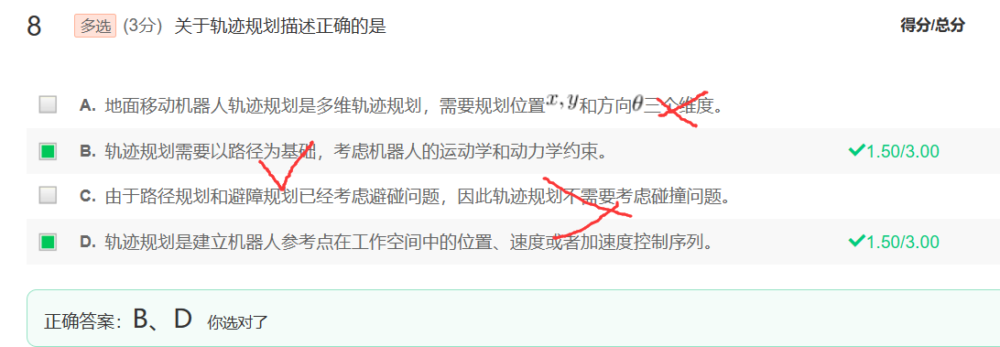 8 多选 (3分) 关于轨迹规划描述正确的是 得分/总分
A. 地面移动机器人轨迹规划是多维轨迹规划，需要规划位置x, y和方向θ三个维度。
B. 轨迹规划需要以路径为基础，考虑机器人的运动学和动力学约束。 1.50/3.00
C. 由于路径规划和避障规划已经考虑避碰问题，因此轨迹规划不需要考虑碰撞问题。
D. 轨迹规划是建立机器人参考点在工作空间中的位置、速度或者加速度控制序列。 1.50/3.00
正确答案：B、D 你选对了